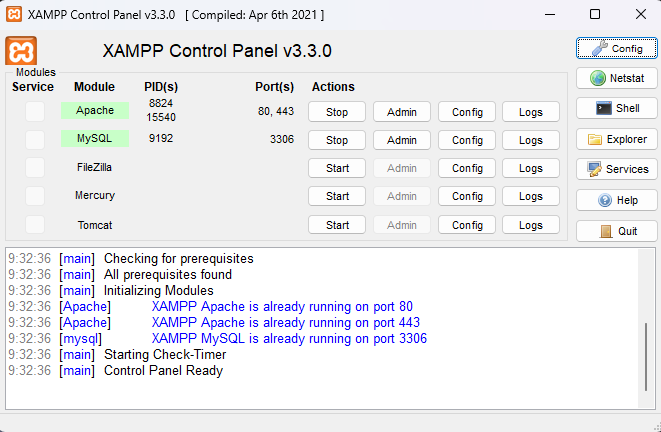 XAMPP Control Panel v3.3.0 [ Compiled: Apr 6th 2021 ]
XAMPP Control Panel v3.3.0
Config
Modules
Service Module PID(s) Port(s) Actions
Netstat
Apache 8824 15540 80, 443 Stop Admin Config Logs
Shell
MySQL 9192 3306 Stop Admin Config Logs
Explorer
FileZilla Start Admin Config Logs
Services
Mercury Start Admin Config Logs
Help
Tomcat Start Admin Config Logs
Quit
9:32:36 [main] Checking for prerequisites
9:32:36 [main] All prerequisites found
9:32:36 [main] Initializing Modules
9:32:36 [Apache] XAMPP Apache is already running on port 80
9:32:36 [Apache] XAMPP Apache is already running on port 443
9:32:36 [mysql] XAMPP MySQL is already running on port 3306
9:32:36 [main] Starting Check-Timer
9:32:36 [main] Control Panel Ready